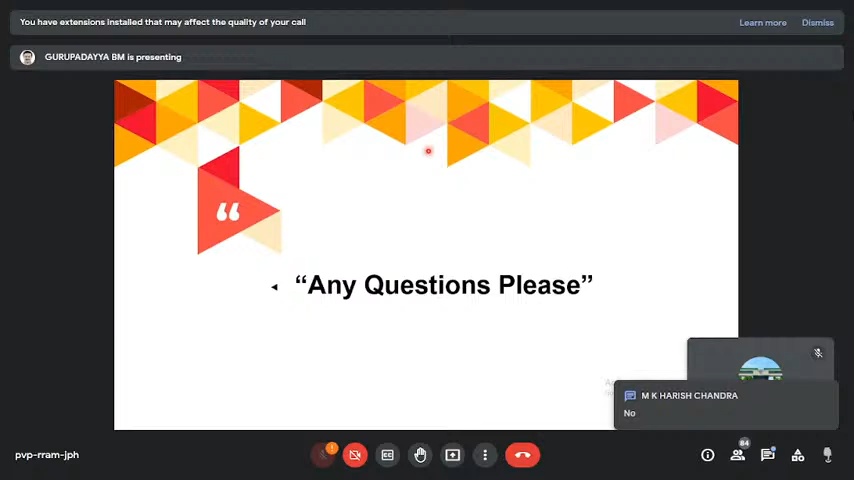 You have extensions installed that may affect the quality of your call
Learn more
Dismiss
GURUPADAYYA BM is presenting
“
“Any Questions Please”
M K HARISH CHANDRA
No
pvp-rram-jph
!
CC
84